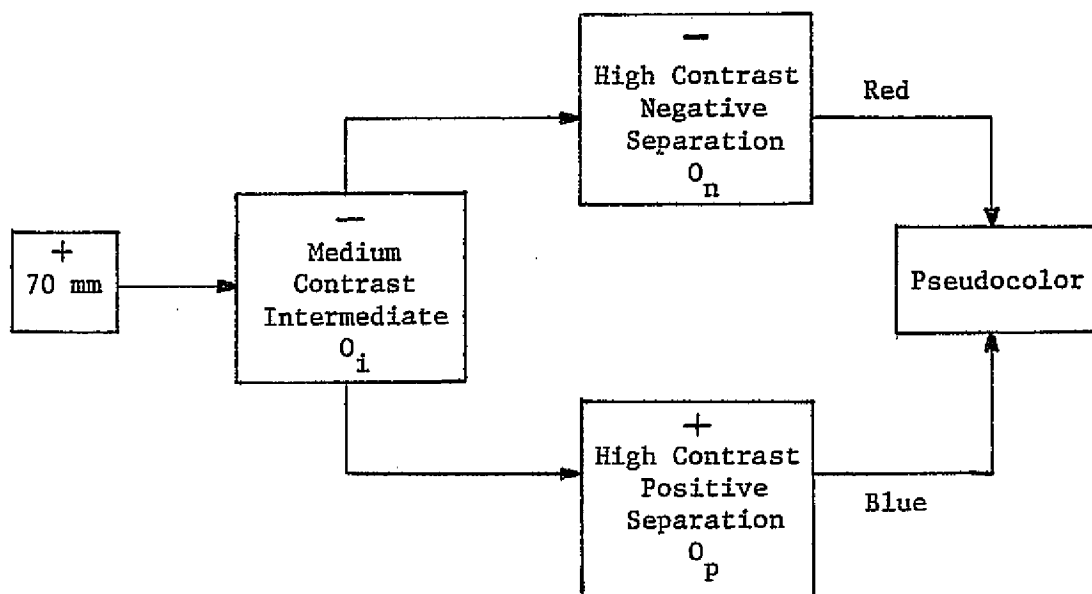 +
70 mm
−
Medium
Contrast
Intermediate
O_i
−
High Contrast
Negative
Separation
O_n
Red
+
High Contrast
Positive
Separation
O_p
Blue
Pseudocolor